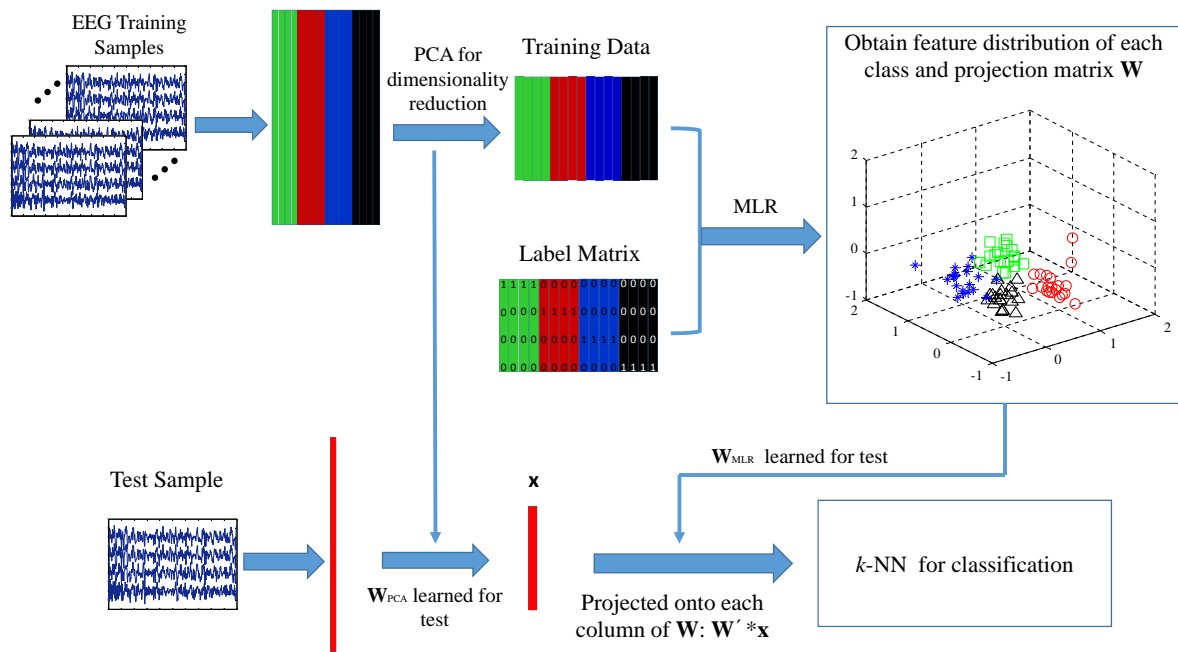 EEG Training
Samples
PCA for
dimensionality
reduction
Training Data
Obtain feature distribution of each
class and projection matrix W
MLR
Label Matrix
1 1 1 1 0 0 0 0 0 0 0 0 0 0 0 0
0 0 0 0 1 1 1 1 0 0 0 0 0 0 0 0
0 0 0 0 0 0 0 0 1 1 1 1 0 0 0 0
0 0 0 0 0 0 0 0 0 0 0 0 1 1 1 1
2
1
0
-1
2
1
0
-1
-1
0
1
2
Test Sample
W PCA learned for
test
x
W MLR learned for test
Projected onto each
column of W: W´*x
k-NN for classification